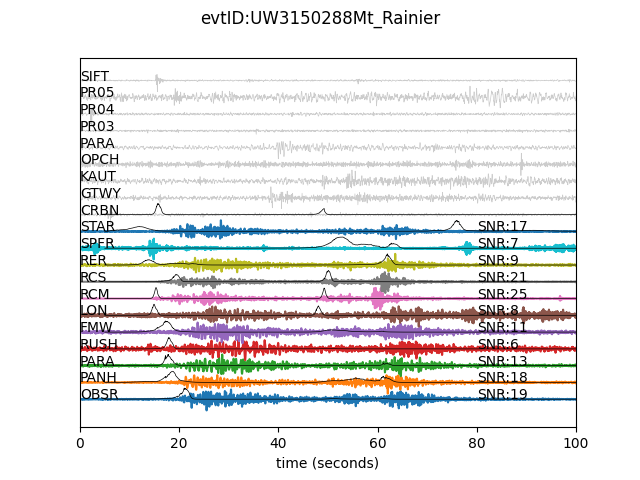 evtID:UW3150288Mt_Rainier
SIFT
PR05
PR04
PR03
PARA
OPCH
KAUT
GTWY
CRBN
STAR SNR:17
SPFR SNR:7
RER SNR:9
RCS SNR:21
RCM SNR:25
LON SNR:8
FMW SNR:11
RUSH SNR:6
PARA SNR:13
PANH SNR:18
OBSR SNR:19
0 20 40 60 80 100
time (seconds)